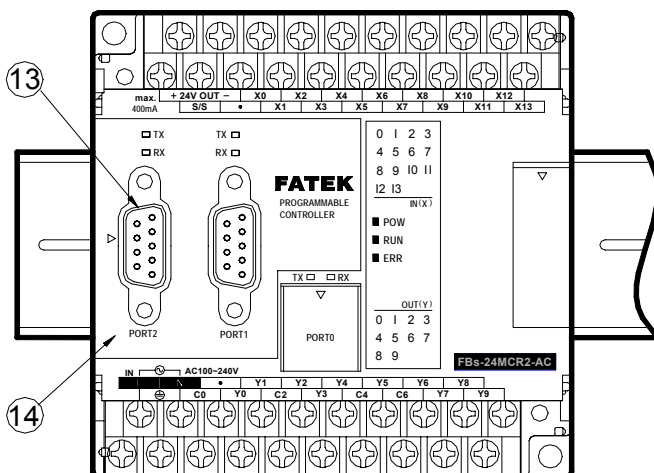 max. + 24V OUT – X0 X2 X4 X6 X8 X10 X12
400mA S/S • X1 X3 X5 X7 X9 X11 X13
13
TX TX
RX RX
0 1 2 3
4 5 6 7
8 9 10 11
12 13
IN(X)
FATEK
PROGRAMMABLE
CONTROLLER
POW
RUN
ERR
TX RX
PORT2 PORT1 PORT0
OUT(Y)
0 1 2 3
4 5 6 7
8 9
FBs-24MCR2-AC
IN AC100~240V
• Y1 Y2 Y4 Y5 Y6 Y8
C0 Y0 C2 Y3 C4 C6 Y7 Y9
14